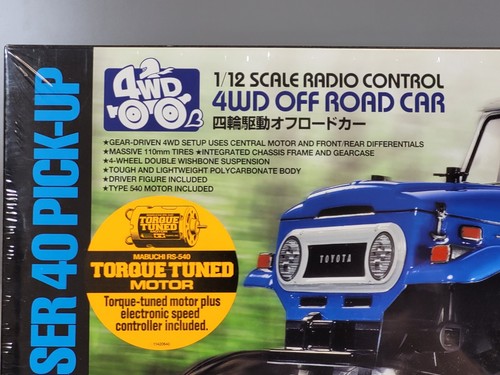 SER 40 PICK-UP
4WD
1/12 SCALE RADIO CONTROL
4WD OFF ROAD CAR
四輪駆動オフロードカー
★GEAR-DRIVEN 4WD SETUP USES CENTRAL MOTOR AND FRONT/REAR DIFFERENTIALS
★MASSIVE 110mm TIRES ★INTEGRATED CHASSIS FRAME AND GEARCASE
★4-WHEEL DOUBLE WISHBONE SUSPENSION
★TOUGH AND LIGHTWEIGHT POLYCARBONATE BODY
★DRIVER FIGURE INCLUDED
★TYPE 540 MOTOR INCLUDED
TORQUE
TUNED
MABUCHI RS-540
TORQUE TUNED
MOTOR
Torque-tuned motor plus
electronic speed
controller included.
TOYOTA